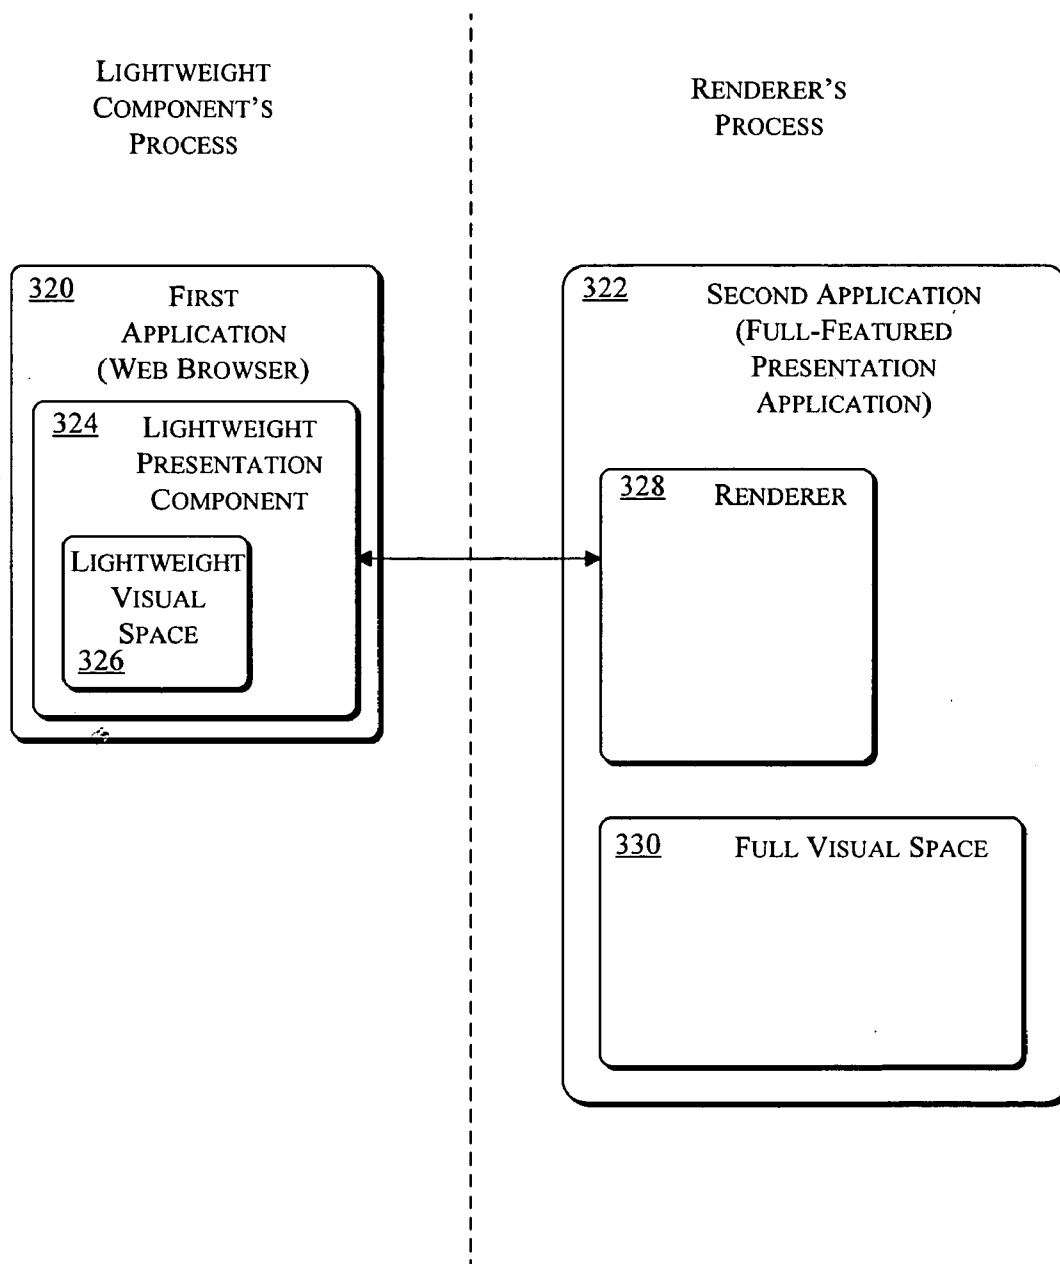 LIGHTWEIGHT
COMPONENT'S
PROCESS
RENDERER'S
PROCESS
320 FIRST
APPLICATION
(WEB BROWSER)
324 LIGHTWEIGHT
PRESENTATION
COMPONENT
LIGHTWEIGHT
VISUAL
SPACE
326
322 SECOND APPLICATION
(FULL-FEATURED
PRESENTATION
APPLICATION)
328 RENDERER
330 FULL VISUAL SPACE